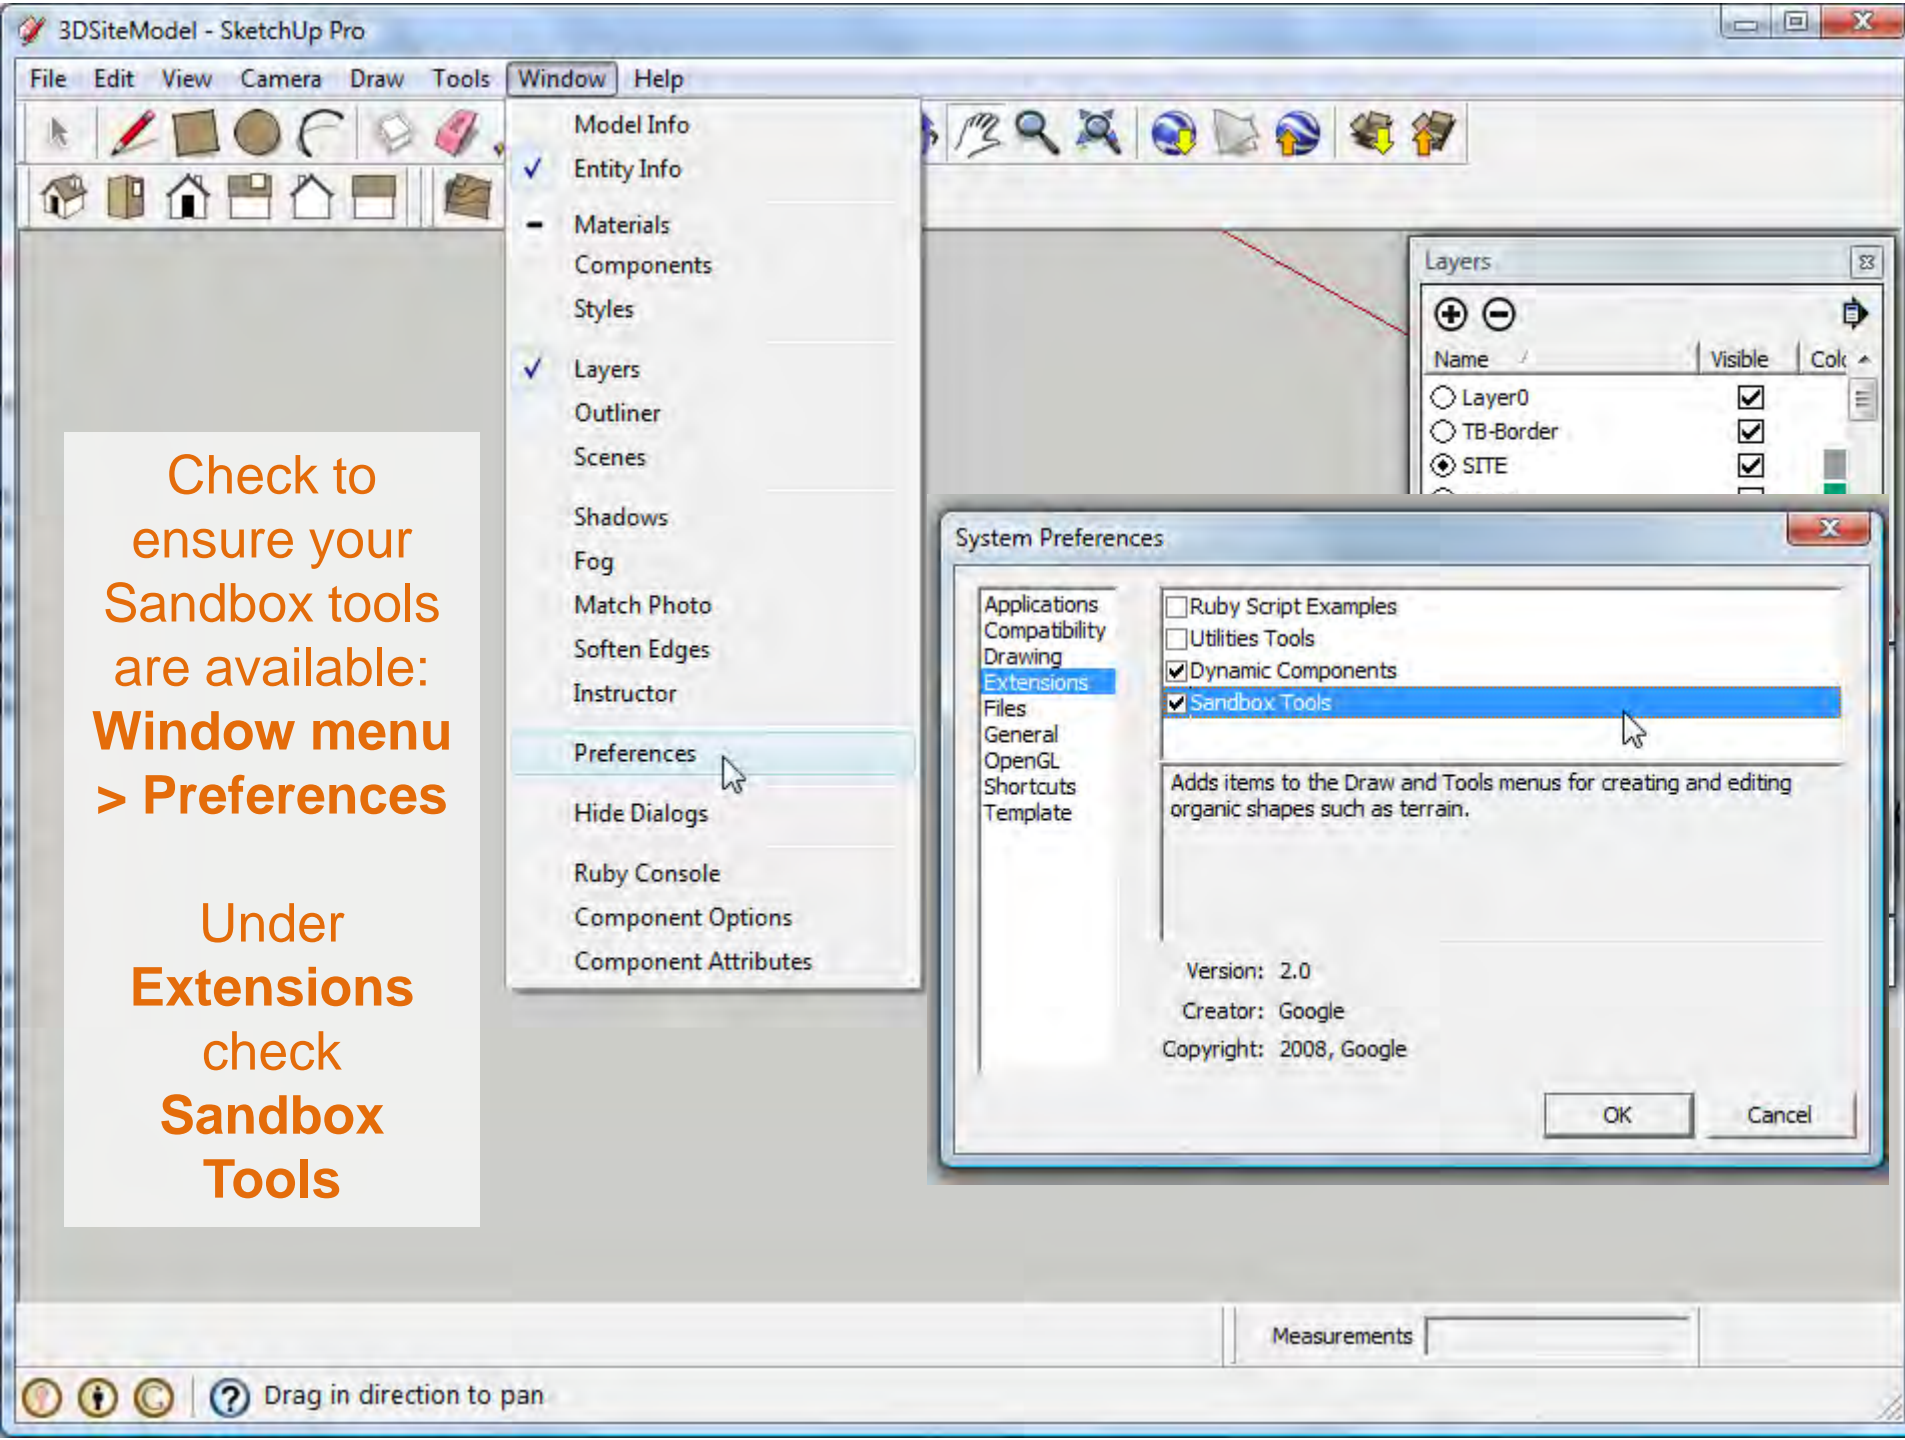 3DSiteModel - SketchUp Pro
File Edit View Camera Draw Tools Window Help
Model Info
Entity Info
Materials
Components
Styles
Layers
Outliner
Scenes
Shadows
Fog
Match Photo
Soften Edges
Instructor
Preferences
Hide Dialogs
Ruby Console
Component Options
Component Attributes
Check to
ensure your
Sandbox tools
are available:
Window menu
> Preferences
Under
Extensions
check
Sandbox
Tools
Layers
Name Visible Colc
Layer0
TB-Border
SITE
System Preferences
Applications
Compatibility
Drawing
Extensions
Files
General
OpenGL
Shortcuts
Template
Ruby Script Examples
Utilities Tools
Dynamic Components
Sandbox Tools
Adds items to the Draw and Tools menus for creating and editing
organic shapes such as terrain.
Version: 2.0
Creator: Google
Copyright: 2008, Google
OK Cancel
Measurements
Drag in direction to pan